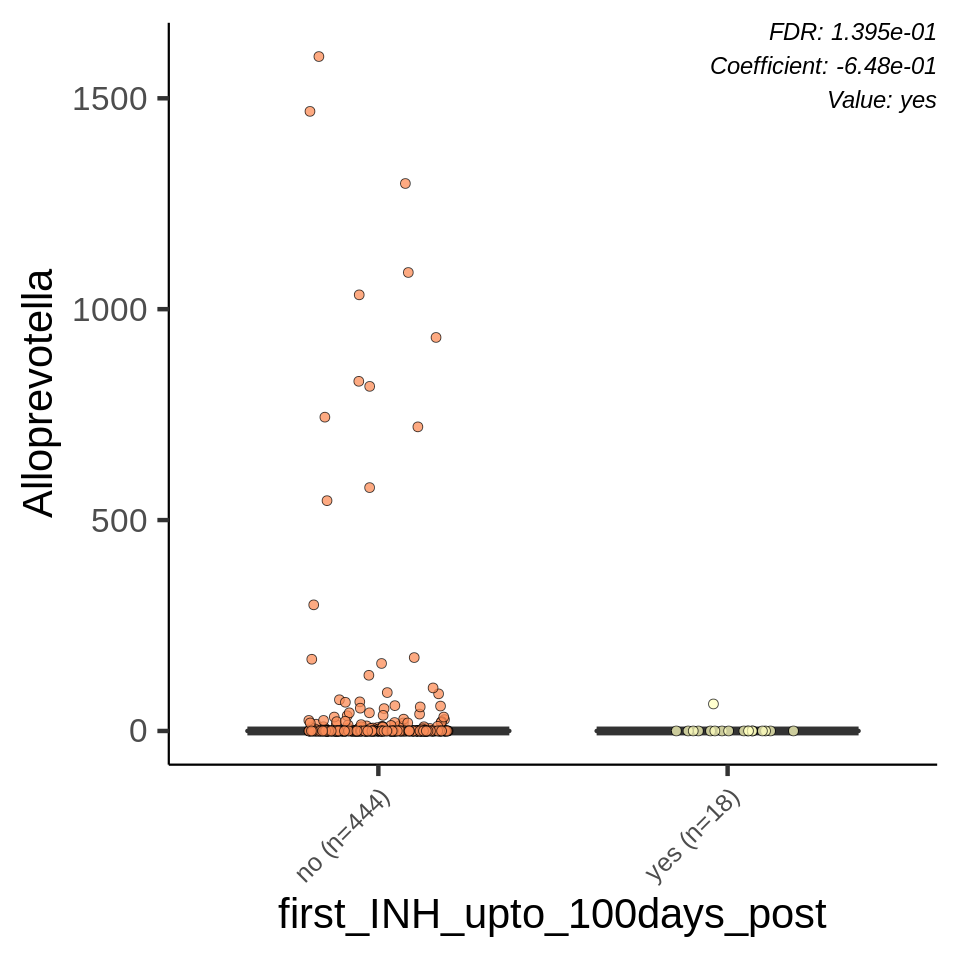 FDR: 1.395e-01
Coefficient: -6.48e-01
Value: yes
Alloprevotella
1500
1000
500
0
no (n=444)
yes (n=18)
first_INH_upto_100days_post